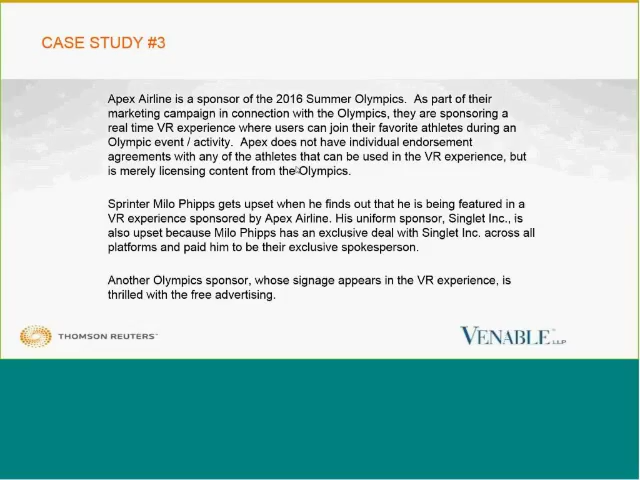 CASE STUDY #3
Apex Airline is a sponsor of the 2016 Summer Olympics. As part of their
marketing campaign in connection with the Olympics, they are sponsoring a
real time VR experience where users can join their favorite athletes during an
Olympic event / activity. Apex does not have individual endorsement
agreements with any of the athletes that can be used in the VR experience, but
is merely licensing content from the Olympics.
Sprinter Milo Phipps gets upset when he finds out that he is being featured in a
VR experience sponsored by Apex Airline. His uniform sponsor, Singlet Inc., is
also upset because Milo Phipps has an exclusive deal with Singlet Inc. across all
platforms and paid him to be their exclusive spokesperson.
Another Olympics sponsor, whose signage appears in the VR experience, is
thrilled with the free advertising.
THOMSON REUTERS™
VENABLE LLP